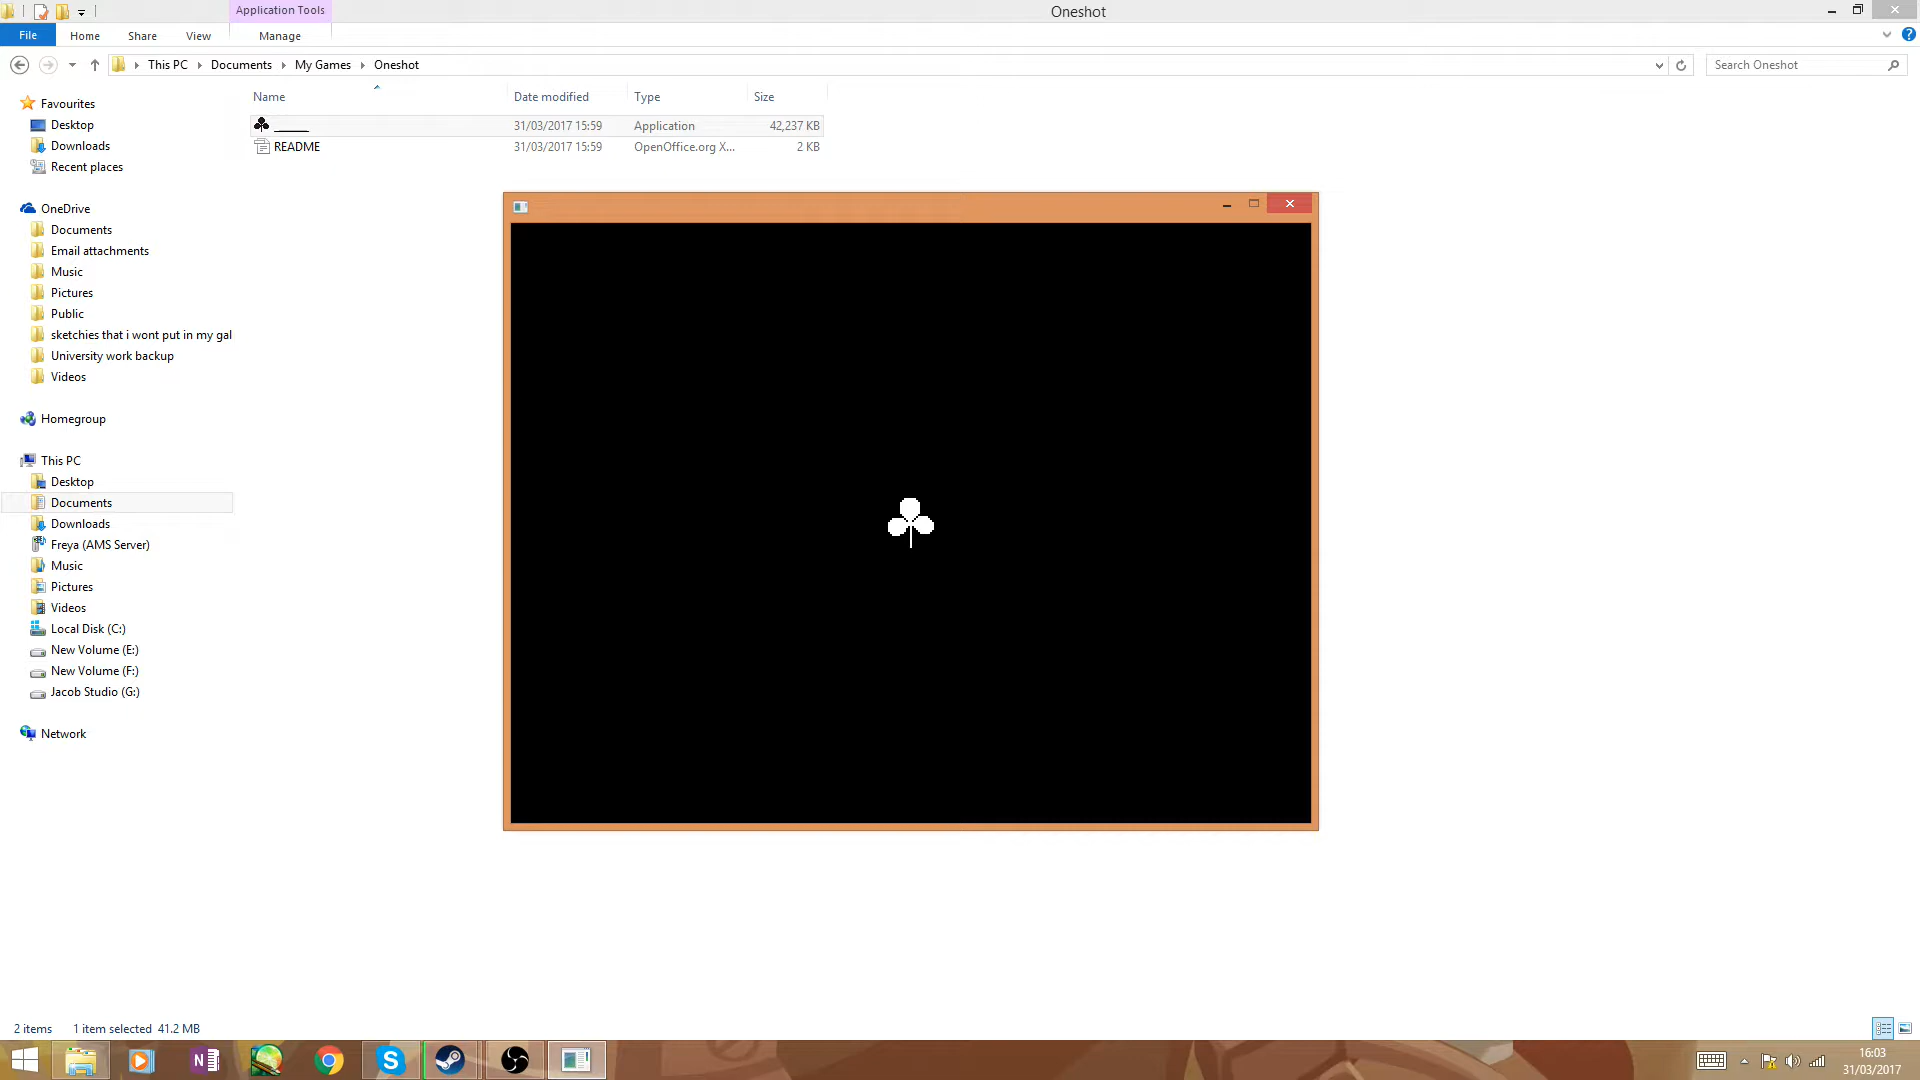 Application Tools
Oneshot
File
Home
Share
View
Manage
This PC
Documents
My Games
Oneshot
Search Oneshot
Name
Date modified
Type
Size
______
31/03/2017 15:59
Application
42,237 KB
README
31/03/2017 15:59
OpenOffice.org X...
2 KB
Favourites
Desktop
Downloads
Recent places
OneDrive
Documents
Email attachments
Music
Pictures
Public
sketchies that i wont put in my gal
University work backup
Videos
Homegroup
This PC
Desktop
Documents
Downloads
Freya (AMS Server)
Music
Pictures
Videos
Local Disk (C:)
New Volume (E:)
New Volume (F:)
Jacob Studio (G:)
Network
2 items
1 item selected 41.2 MB
16:03
31/03/2017